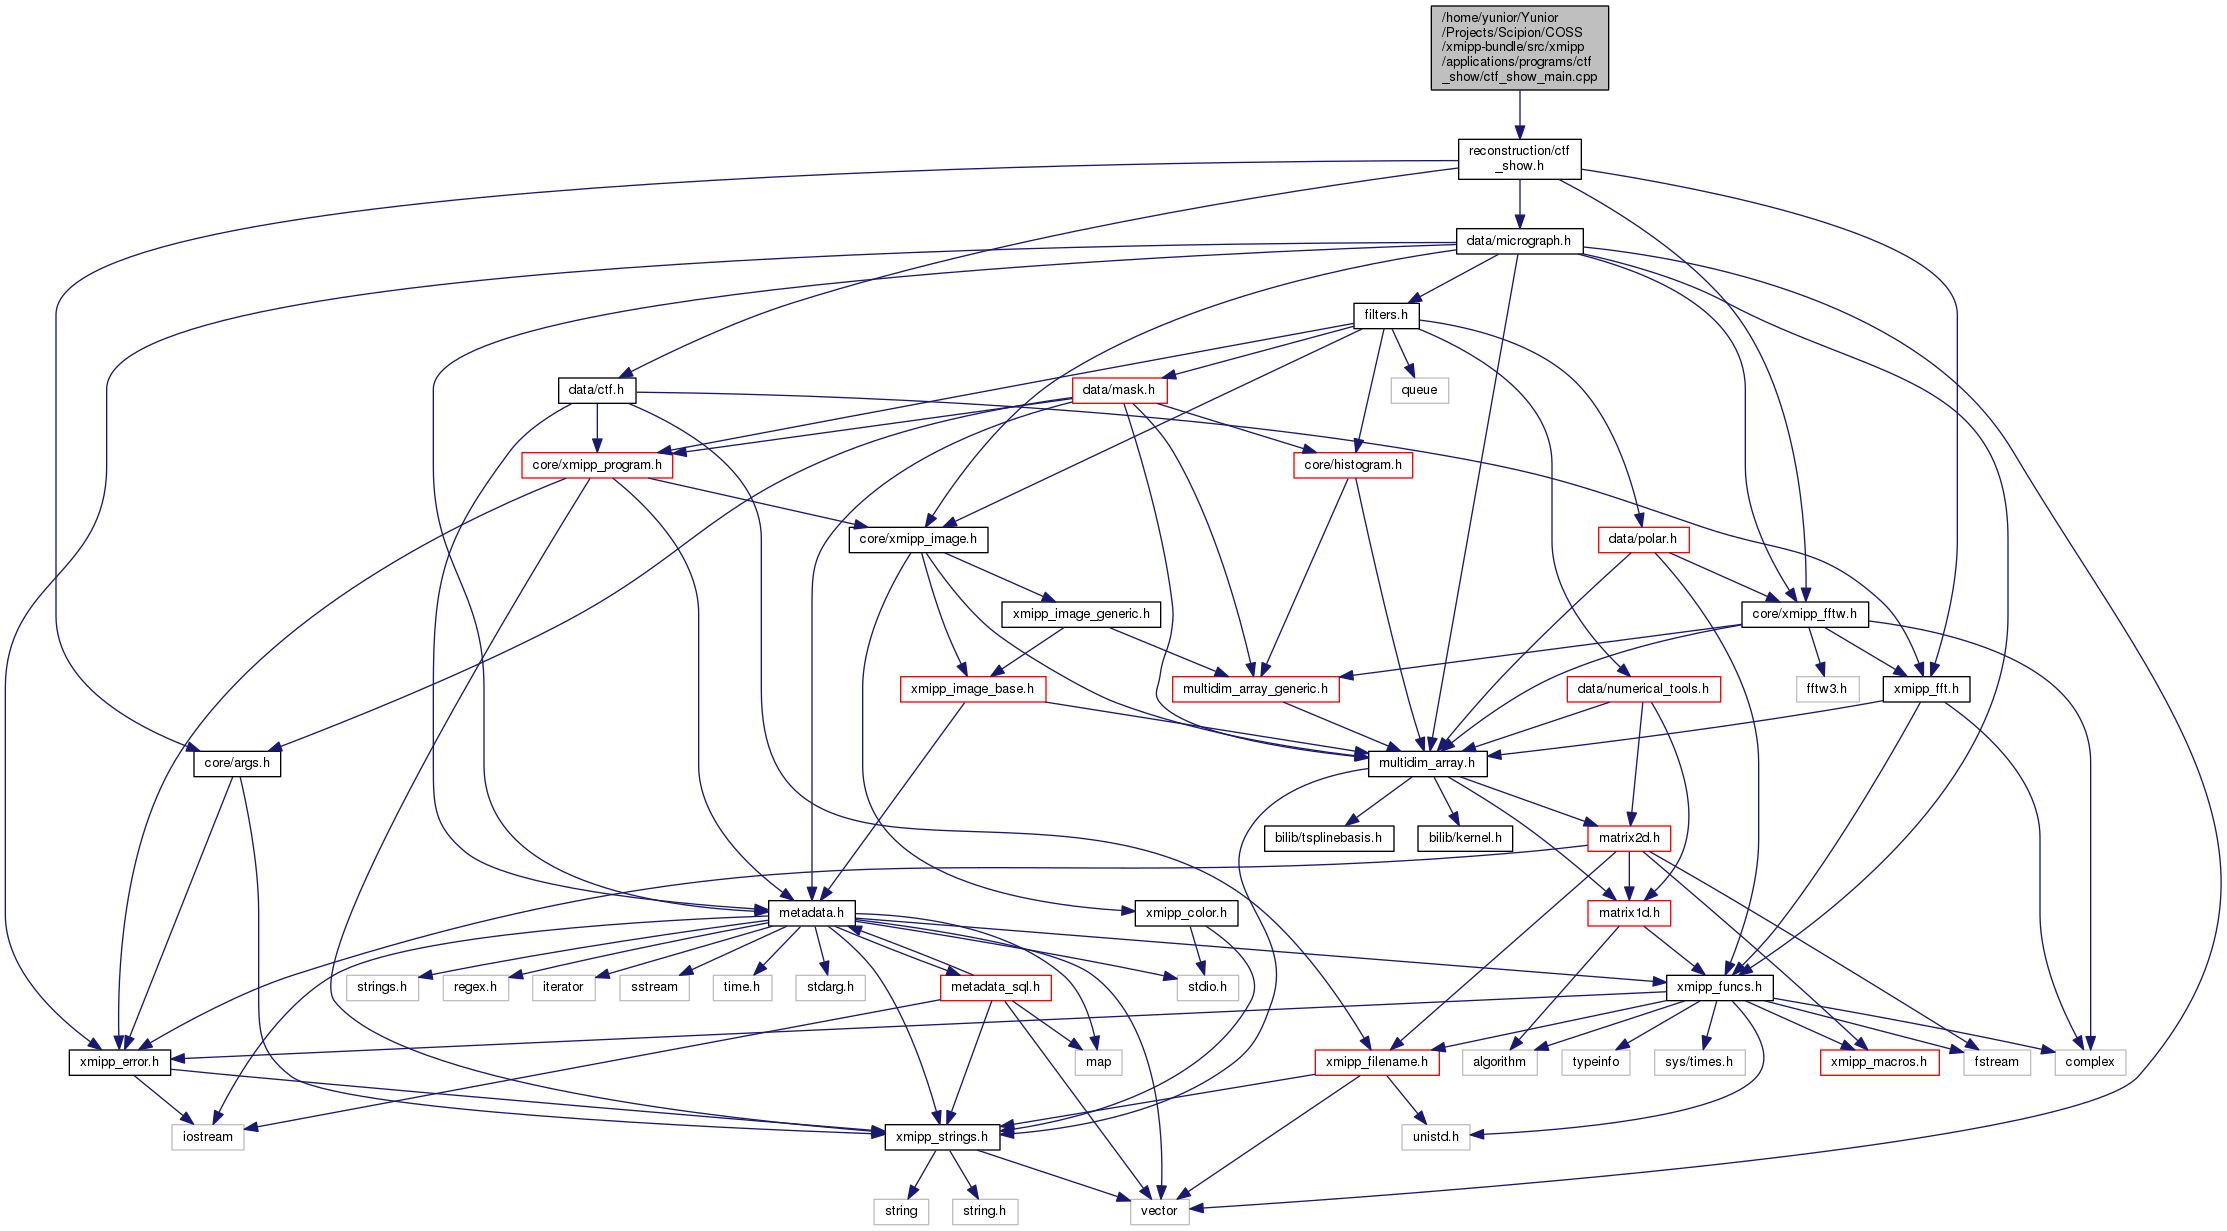 /home/yunior/Yunior
/Projects/Scipion/COSS
/xmipp-bundle/src/xmipp
/applications/programs/ctf
_show/ctf_show_main.cpp
reconstruction/ctf
_show.h
data/micrograph.h
filters.h
data/ctf.h
data/mask.h
queue
core/xmipp_program.h
core/histogram.h
core/xmipp_image.h
data/polar.h
xmipp_image_generic.h
core/xmipp_fftw.h
xmipp_image_base.h
multidim_array_generic.h
data/numerical_tools.h
fftw3.h
xmipp_fft.h
core/args.h
multidim_array.h
bilib/tsplinebasis.h
bilib/kernel.h
matrix2d.h
metadata.h
xmipp_color.h
matrix1d.h
strings.h
regex.h
iterator
sstream
time.h
stdarg.h
metadata_sql.h
stdio.h
xmipp_funcs.h
xmipp_error.h
map
xmipp_filename.h
algorithm
typeinfo
sys/times.h
xmipp_macros.h
fstream
complex
iostream
xmipp_strings.h
unistd.h
string
string.h
vector